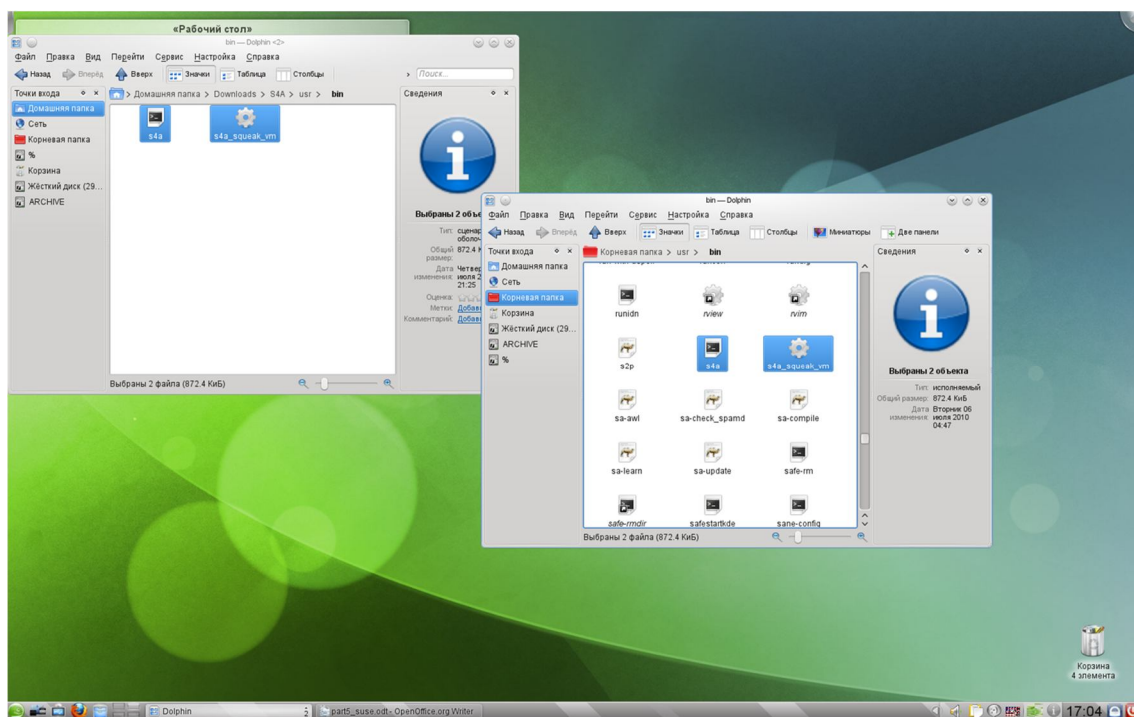 «Рабочий стол»
bin — Dolphin <2>
Файл Правка Вид Перейти Сервис Настройка Справка
Назад Вперёд Вверх Значки Таблица Столбцы Поиск...
Точки входа
Домашняя папка > Downloads > S4A > usr > bin
Сведения
Домашняя папка
Сеть
Корневая папка
%
Корзина
Жёсткий диск (29...
ARCHIVE
s4a
s4a_squeak_vm
Выбраны 2 объе
Тип: сценар
оболоч
Общий размер: 872.4 К
Дата изменения: Четвер
июля 2
21:25
Оценка:
Метки: Добави
Комментарий: Добави
Выбраны 2 файла (872.4 КиБ)
bin — Dolphin
Файл Правка Вид Перейти Сервис Настройка Справка
Назад Вперёд Вверх Значки Таблица Столбцы Миниатюры Две панели
Точки входа
Корневая папка > usr > bin
Сведения
Домашняя папка
Сеть
Корневая папка
Корзина
Жёсткий диск (29...
ARCHIVE
%
runidn rview rvim
s2p s4a s4a_squeak_vm
sa-awl sa-check_spamd sa-compile
sa-learn sa-update safe-rm
safe-rmdir safestartkde sane-config
Выбраны 2 объекта
Тип: исполняемый
Общий размер: 872.4 КиБ
Дата изменения: Вторник 06
июля 2010
04:47
Выбраны 2 файла (872.4 КиБ)
Корзина
4 элемента
Dolphin 2
part5_suse.odt - OpenOffice.org Writer
17:04